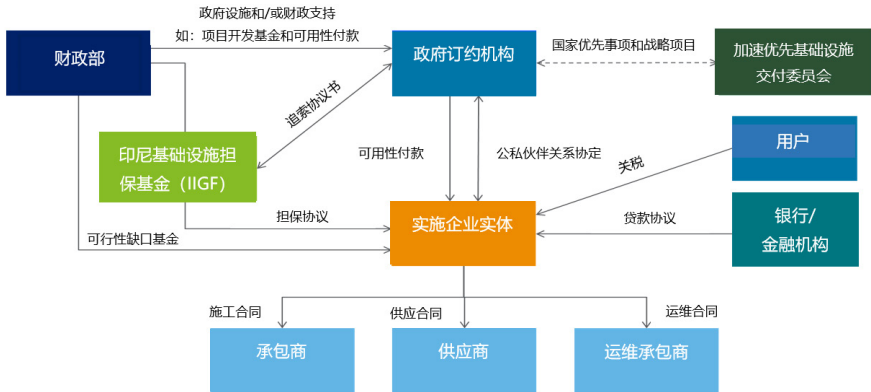 政府设施和/或财政支持
如：项目开发基金和可用性付款
财政部
政府订约机构
国家优先事项和战略项目
加速优先基础设施
交付委员会
追索协议书
印尼基础设施担
保基金（IIGF）
可用性付款
公私伙伴关系协定
关税
用户
担保协议
实施企业实体
贷款协议
银行/
金融机构
可行性缺口基金
施工合同
供应合同
运维合同
承包商
供应商
运维承包商